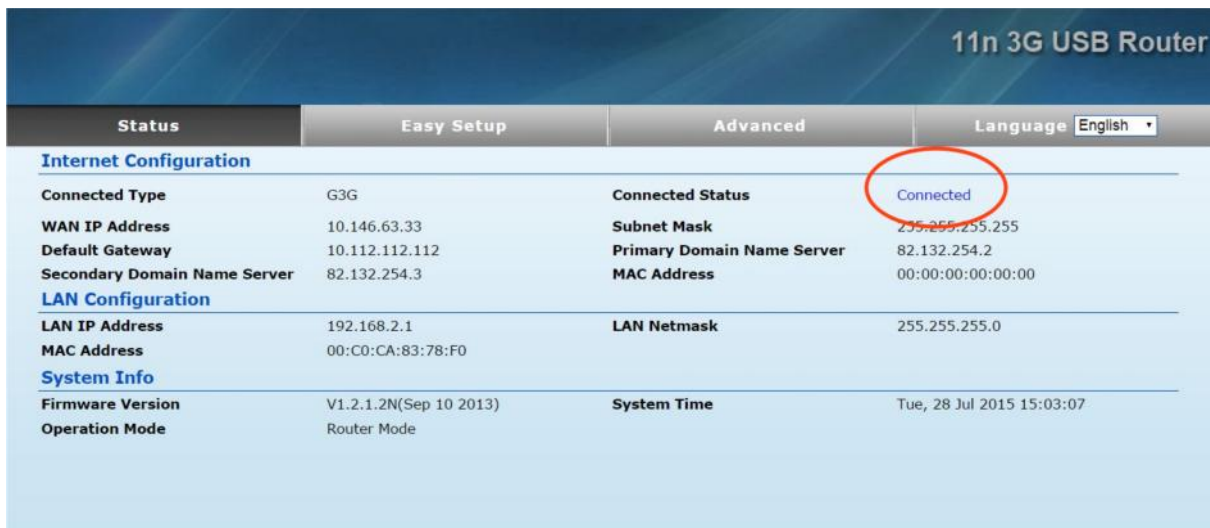 11n 3G USB Router
Status Easy Setup Advanced Language English
Internet Configuration
Connected Type G3G Connected Status Connected
WAN IP Address 10.146.63.33 Subnet Mask 255.255.255.255
Default Gateway 10.112.112.112 Primary Domain Name Server 82.132.254.2
Secondary Domain Name Server 82.132.254.3 MAC Address 00:00:00:00:00:00
LAN Configuration
LAN IP Address 192.168.2.1 LAN Netmask 255.255.255.0
MAC Address 00:C0:CA:83:78:F0
System Info
Firmware Version V1.2.1.2N(Sep 10 2013) System Time Tue, 28 Jul 2015 15:03:07
Operation Mode Router Mode